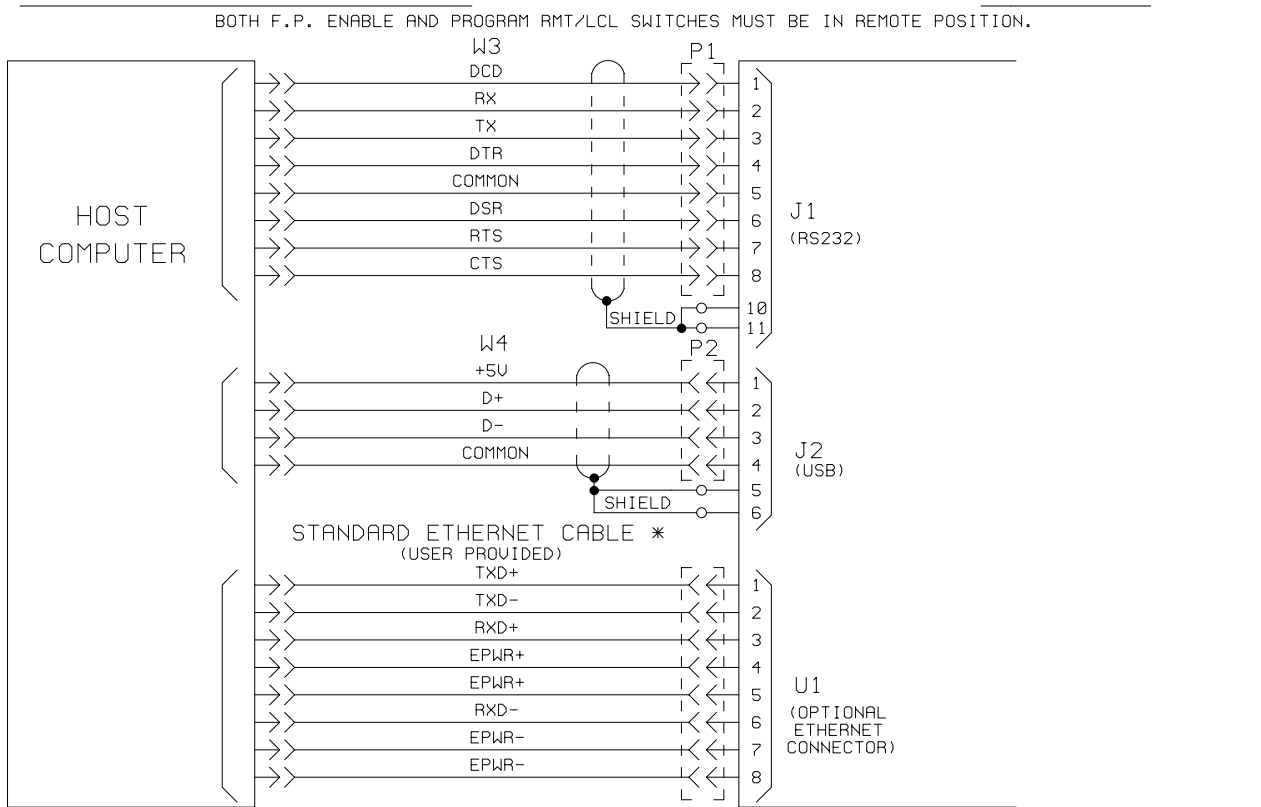 BOTH F.P. ENABLE AND PROGRAM RMT/LCL SWITCHES MUST BE IN REMOTE POSITION.
W3
P1
DCD 1
RX 2
TX 3
DTR 4
COMMON 5
DSR 6
RTS 7
CTS 8
10
SHIELD 11
HOST
COMPUTER
J1
(RS232)
W4
P2
+5V 1
D+ 2
D- 3
COMMON 4
5
SHIELD 6
J2
(USB)
STANDARD ETHERNET CABLE *
(USER PROVIDED)
TXD+ 1
TXD- 2
RXD+ 3
EPWR+ 4
EPWR+ 5
RXD- 6
EPWR- 7
EPWR- 8
U1
(OPTIONAL
ETHERNET
CONNECTOR)